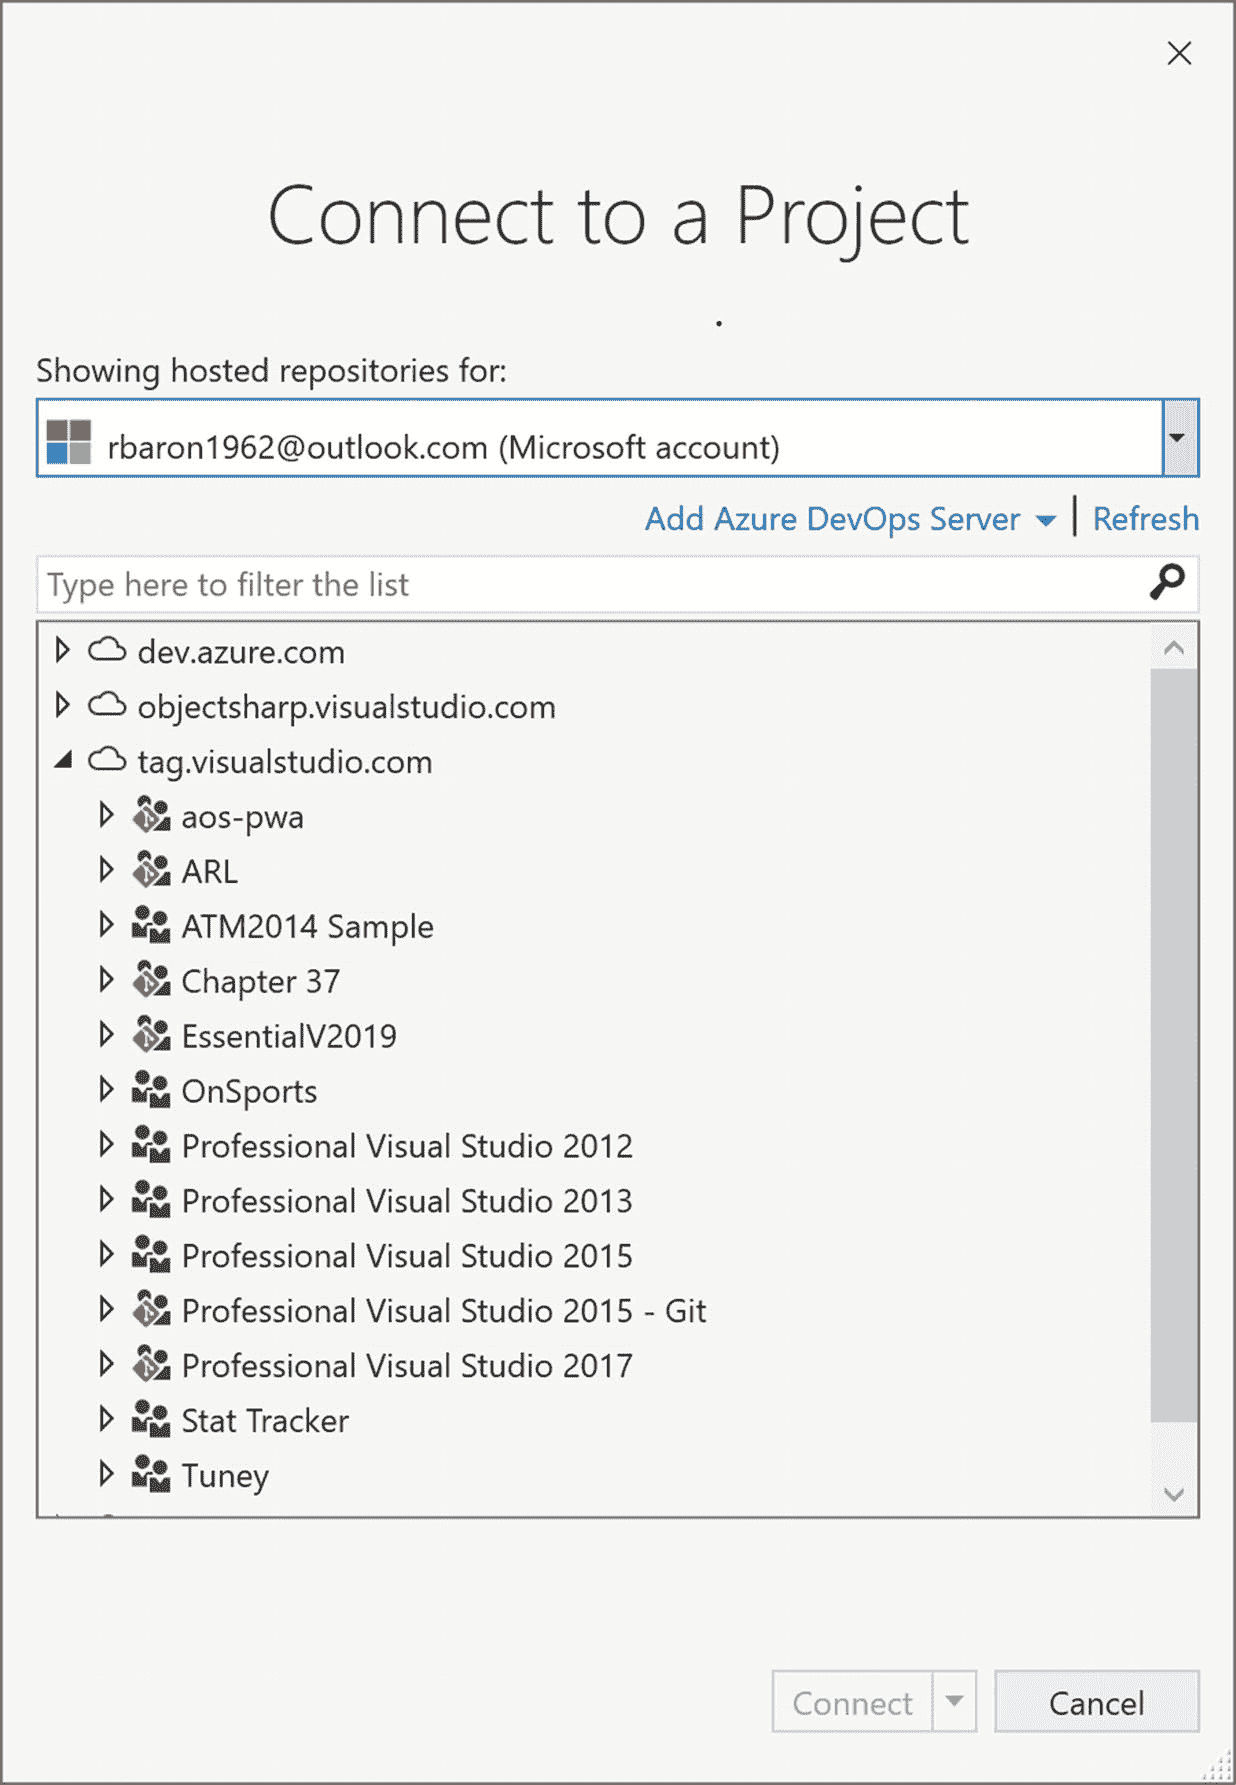 Connect to a Project
Showing hosted repositories for:
rbaron1962@outlook.com (Microsoft account)
Add Azure DevOps Server | Refresh
Type here to filter the list
dev.azure.com
objectsharp.visualstudio.com
tag.visualstudio.com
aos-pwa
ARL
ATM2014 Sample
Chapter 37
EssentialV2019
OnSports
Professional Visual Studio 2012
Professional Visual Studio 2013
Professional Visual Studio 2015
Professional Visual Studio 2015 - Git
Professional Visual Studio 2017
Stat Tracker
Tuney
Connect
Cancel